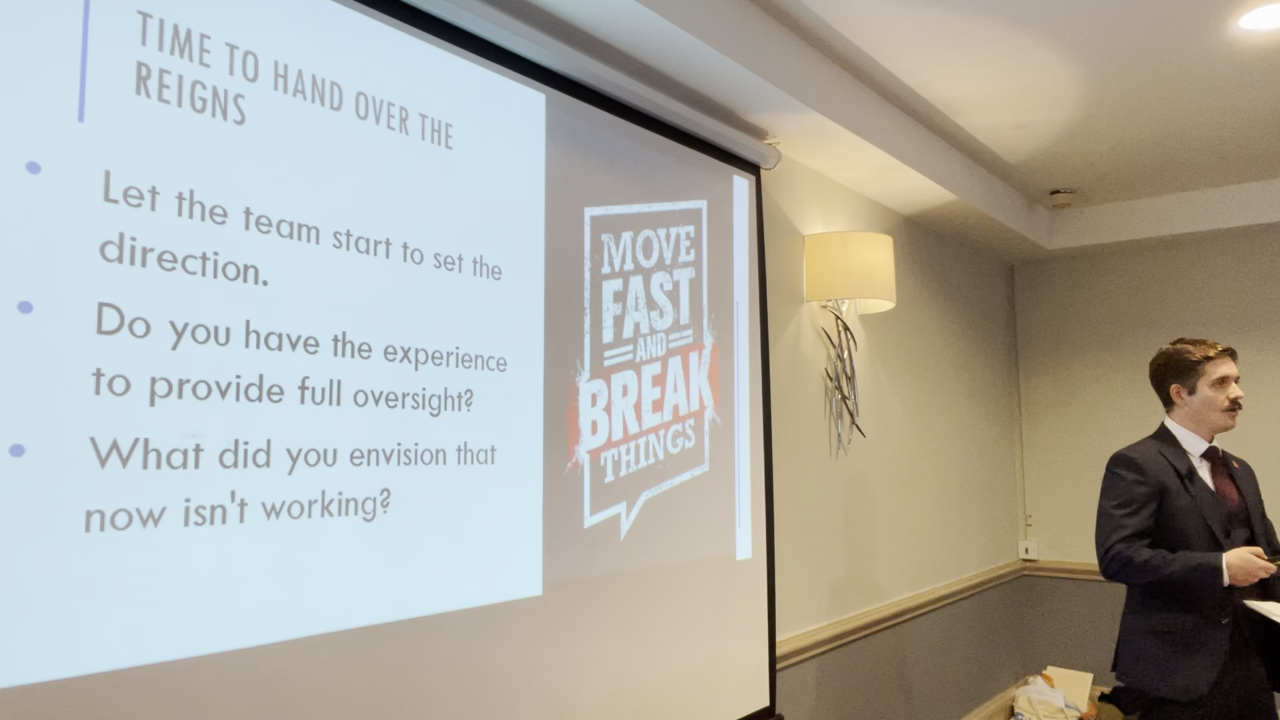 TIME TO HAND OVER THE
REIGNS
Let the team start to set the
direction.
Do you have the experience
to provide full oversight?
What did you envision that
now isn't working?
MOVE
FAST
AND
BREAK
THINGS